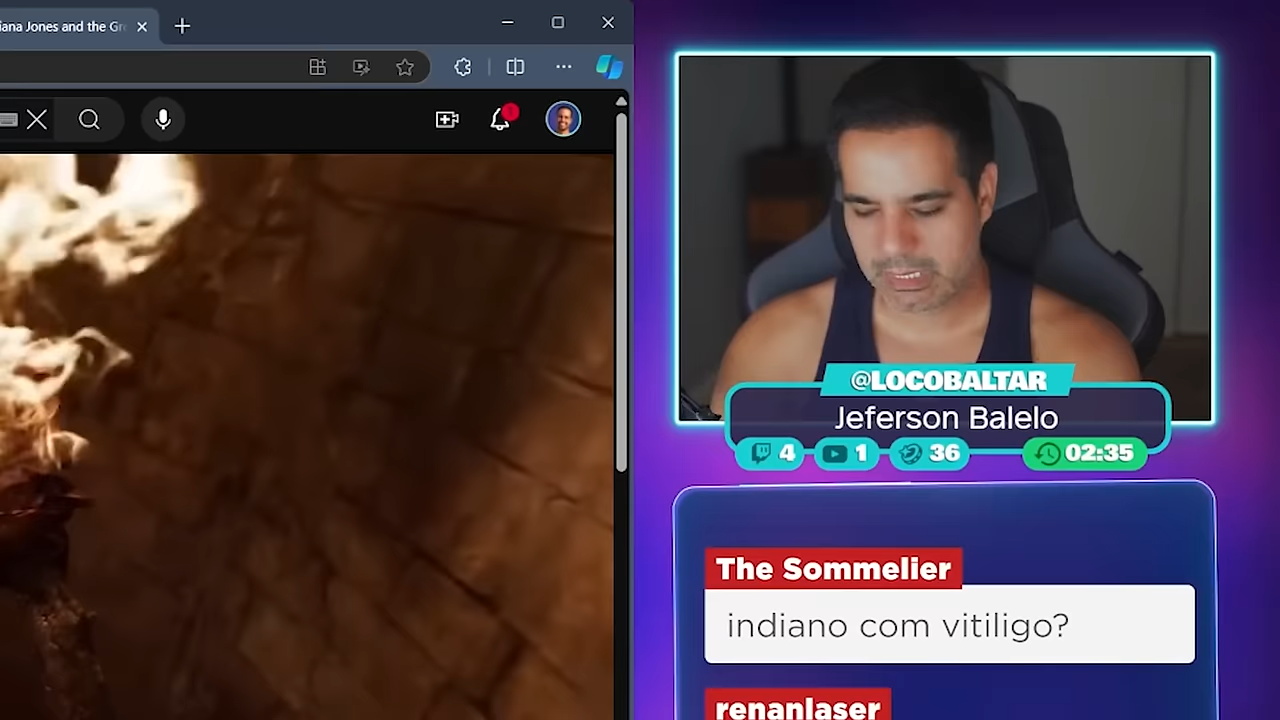 iana Jones and the Gr
@LOCOBALTAR
Jeferson Balelo
4 1 36 02:35
The Sommelier
indiano com vitiligo?
renanlaser